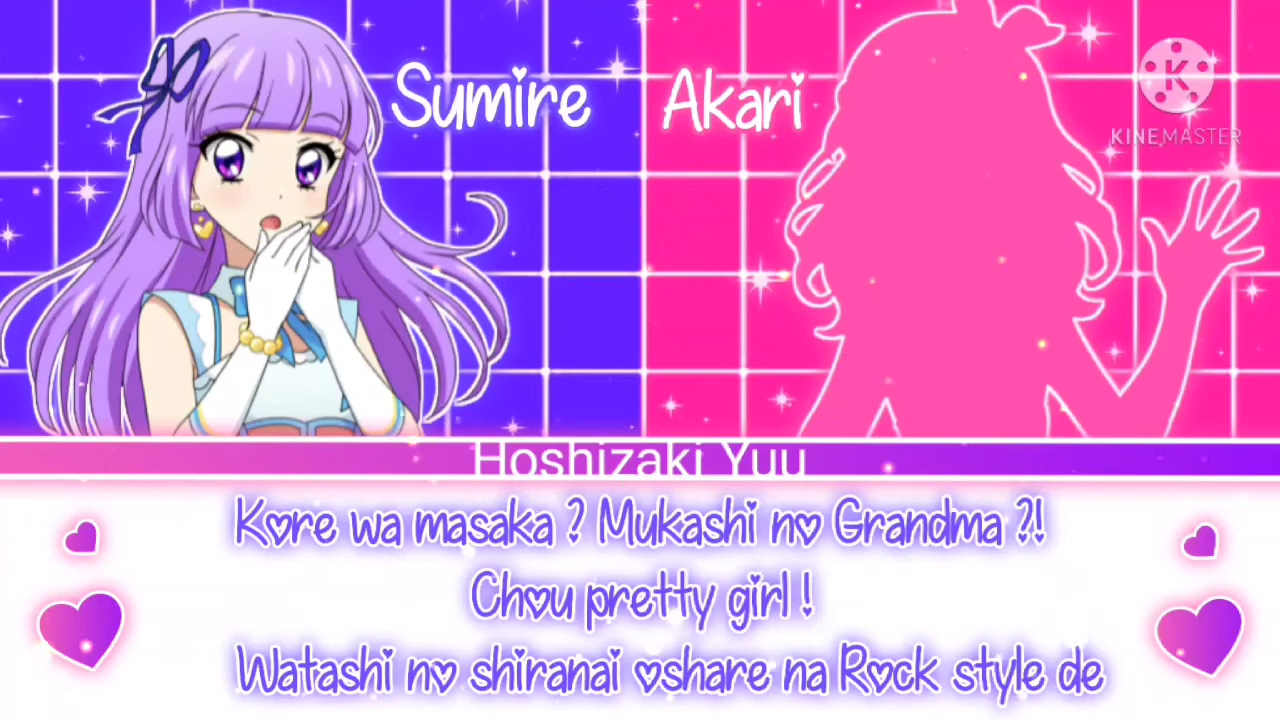 Sumire
Akari
KINEMASTER
Hoshizaki Yuu
Kore wa masaka ? Mukashi no Grandma ?!
Chou pretty girl !
Watashi no shiranai oshare na Rock style de